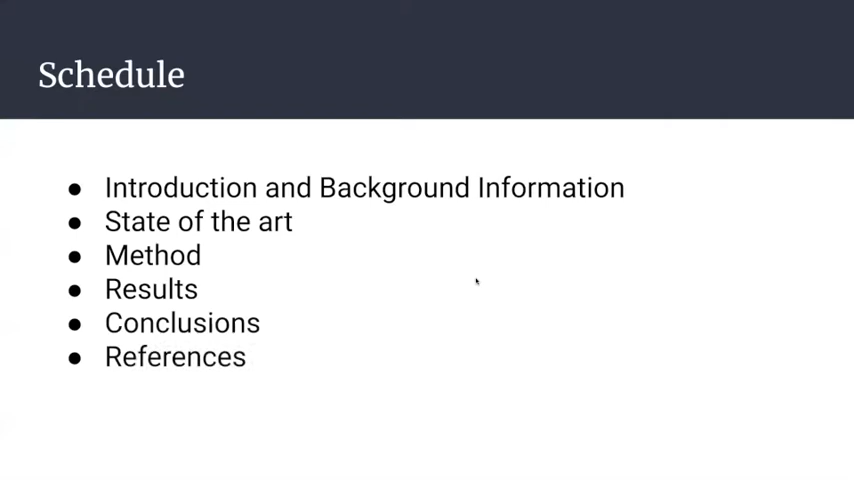 Schedule
● Introduction and Background Information
● State of the art
● Method
● Results
● Conclusions
● References